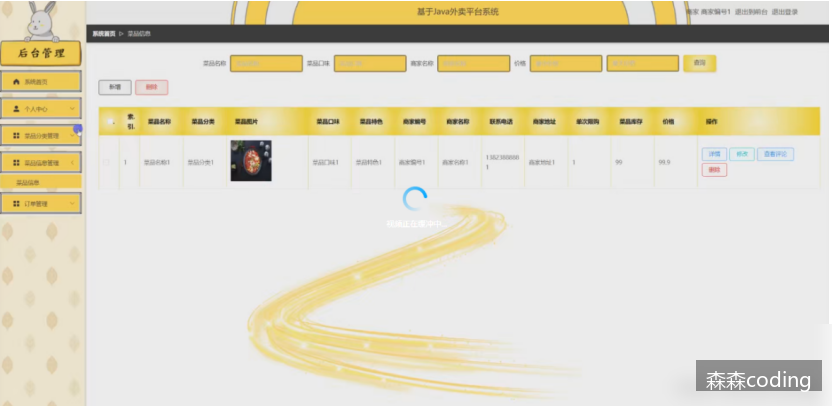 基于Java外卖平台系统
商家 商家编号1 退出到前台 退出登录
后台管理
系统首页 ▷ 菜品信息
菜品名称 菜品口味 商家名称 价格 查询
系统首页
新增 删除
个人中心
索引 菜品名称 菜品分类 菜品图片 菜品口味 菜品特色 商家编号 商家名称 联系电话 商家地址 单次限购 菜品库存 价格 操作
菜品分类管理
1 菜品名称1 菜品分类1 菜品口味1 菜品特色1 商家编号1 商家名称1 商家地址1 1 99 99.9 详情 修改 查看评论
删除
菜品信息管理
菜品信息
订单管理
森森coding